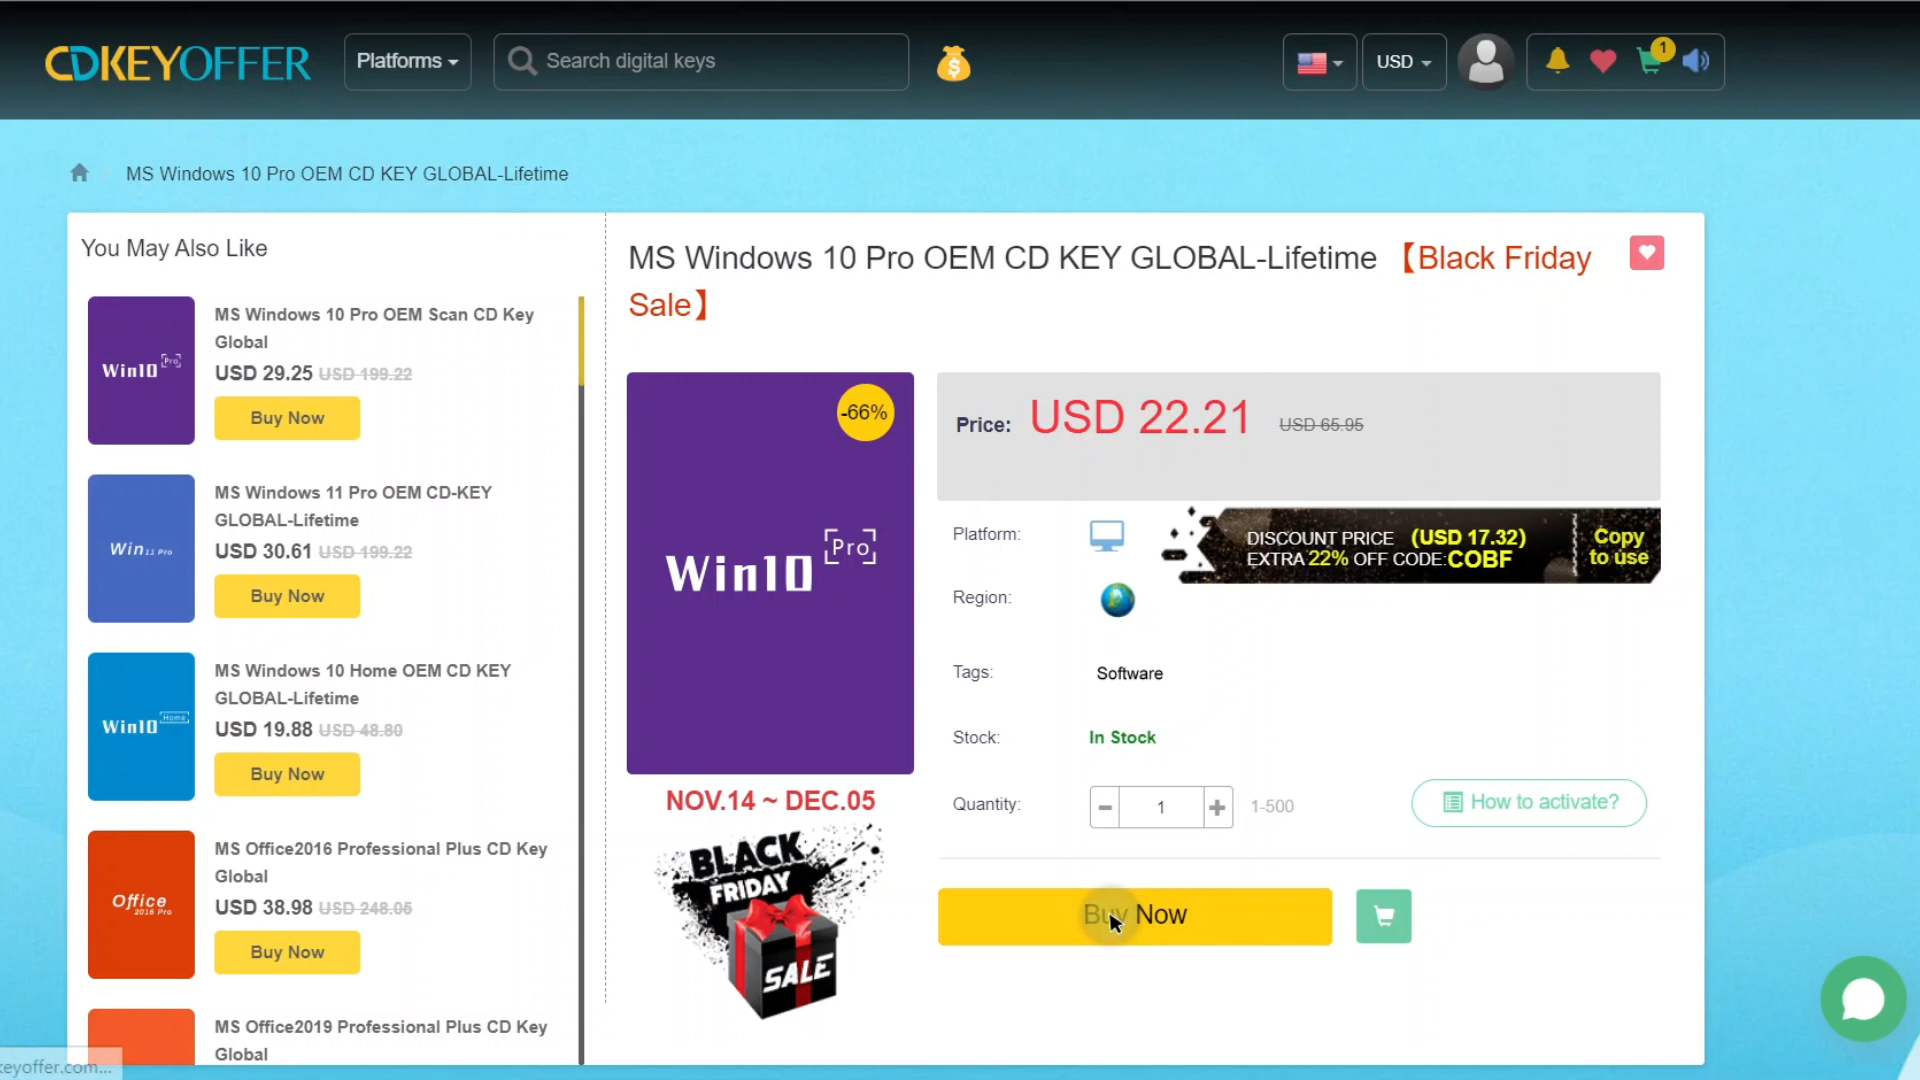 CDKEYOFFER
Platforms
Search digital keys
USD
1
MS Windows 10 Pro OEM CD KEY GLOBAL-Lifetime
You May Also Like
Win10 Pro
MS Windows 10 Pro OEM Scan CD Key
Global
USD 29.25 USD 199.22
Buy Now
Win 11 Pro
MS Windows 11 Pro OEM CD-KEY
GLOBAL-Lifetime
USD 30.61 USD 199.22
Buy Now
Win10 Home
MS Windows 10 Home OEM CD KEY
GLOBAL-Lifetime
USD 19.88 USD 48.80
Buy Now
Office
2016 Pro
MS Office2016 Professional Plus CD Key
Global
USD 38.98 USD 248.05
Buy Now
MS Office2019 Professional Plus CD Key
Global
keyoffer.com...
MS Windows 10 Pro OEM CD KEY GLOBAL-Lifetime 【Black Friday
Sale】
-66%
Win10 [Pro]
NOV.14 ~ DEC.05
BLACK
FRIDAY
SALE
Price: USD 22.21 USD 65.95
Platform:
DISCOUNT PRICE (USD 17.32)
EXTRA 22% OFF CODE:COBF
Copy
to use
Region:
Tags: Software
Stock: In Stock
Quantity: − 1 + 1-500
How to activate?
Buy Now